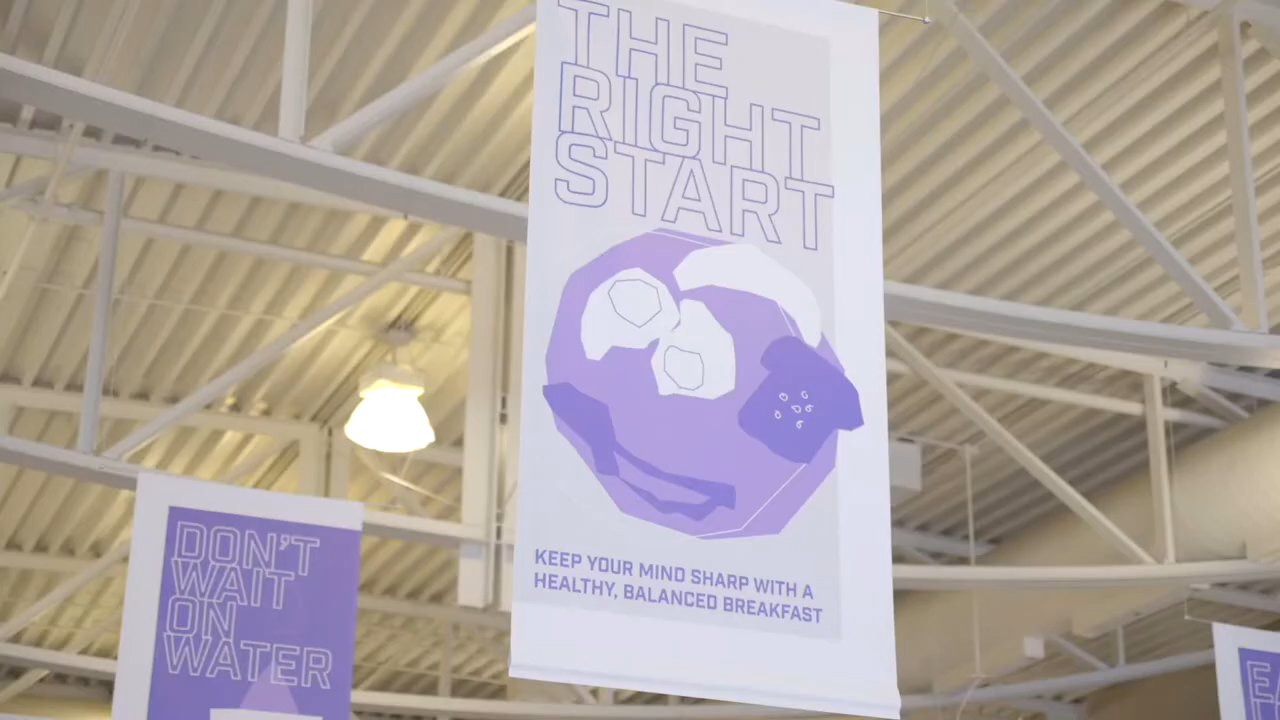 THE
RIGHT
START
KEEP YOUR MIND SHARP WITH A
HEALTHY, BALANCED BREAKFAST
DON'T
WAIT
ON
WATER